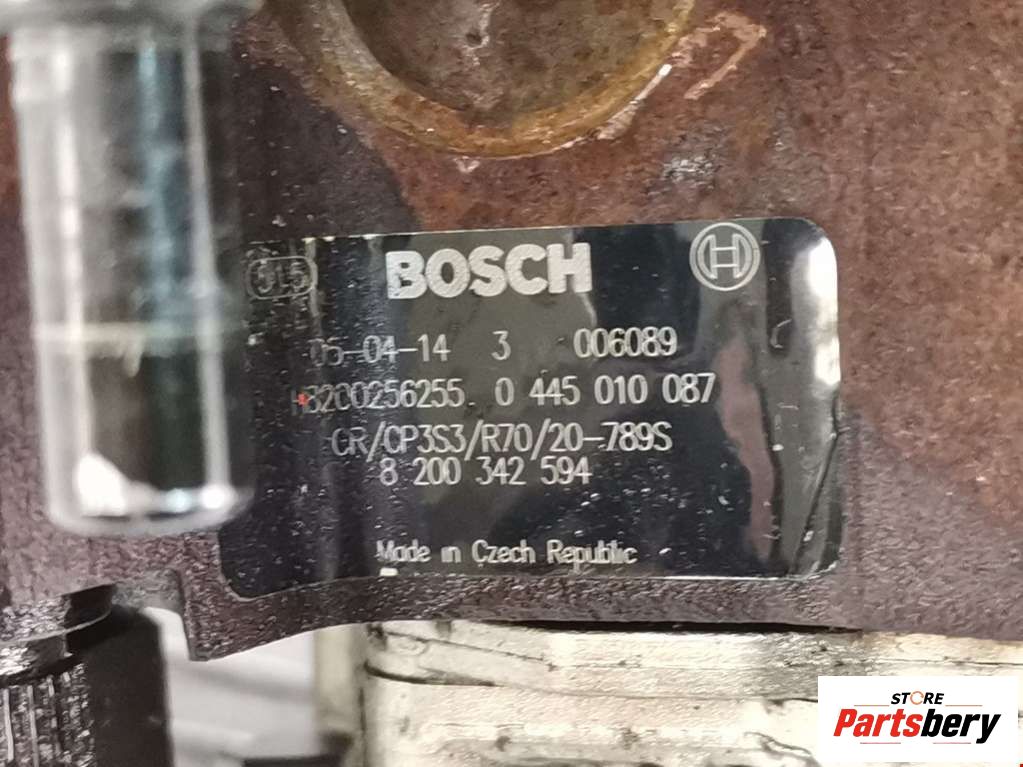 BOSCH
05-04-14 3 006089
H8200256255 0 445 010 087
CR/CP3S3/R70/20-789S
8 200 342 594
Made in Czech Republic
STORE
Partsbery